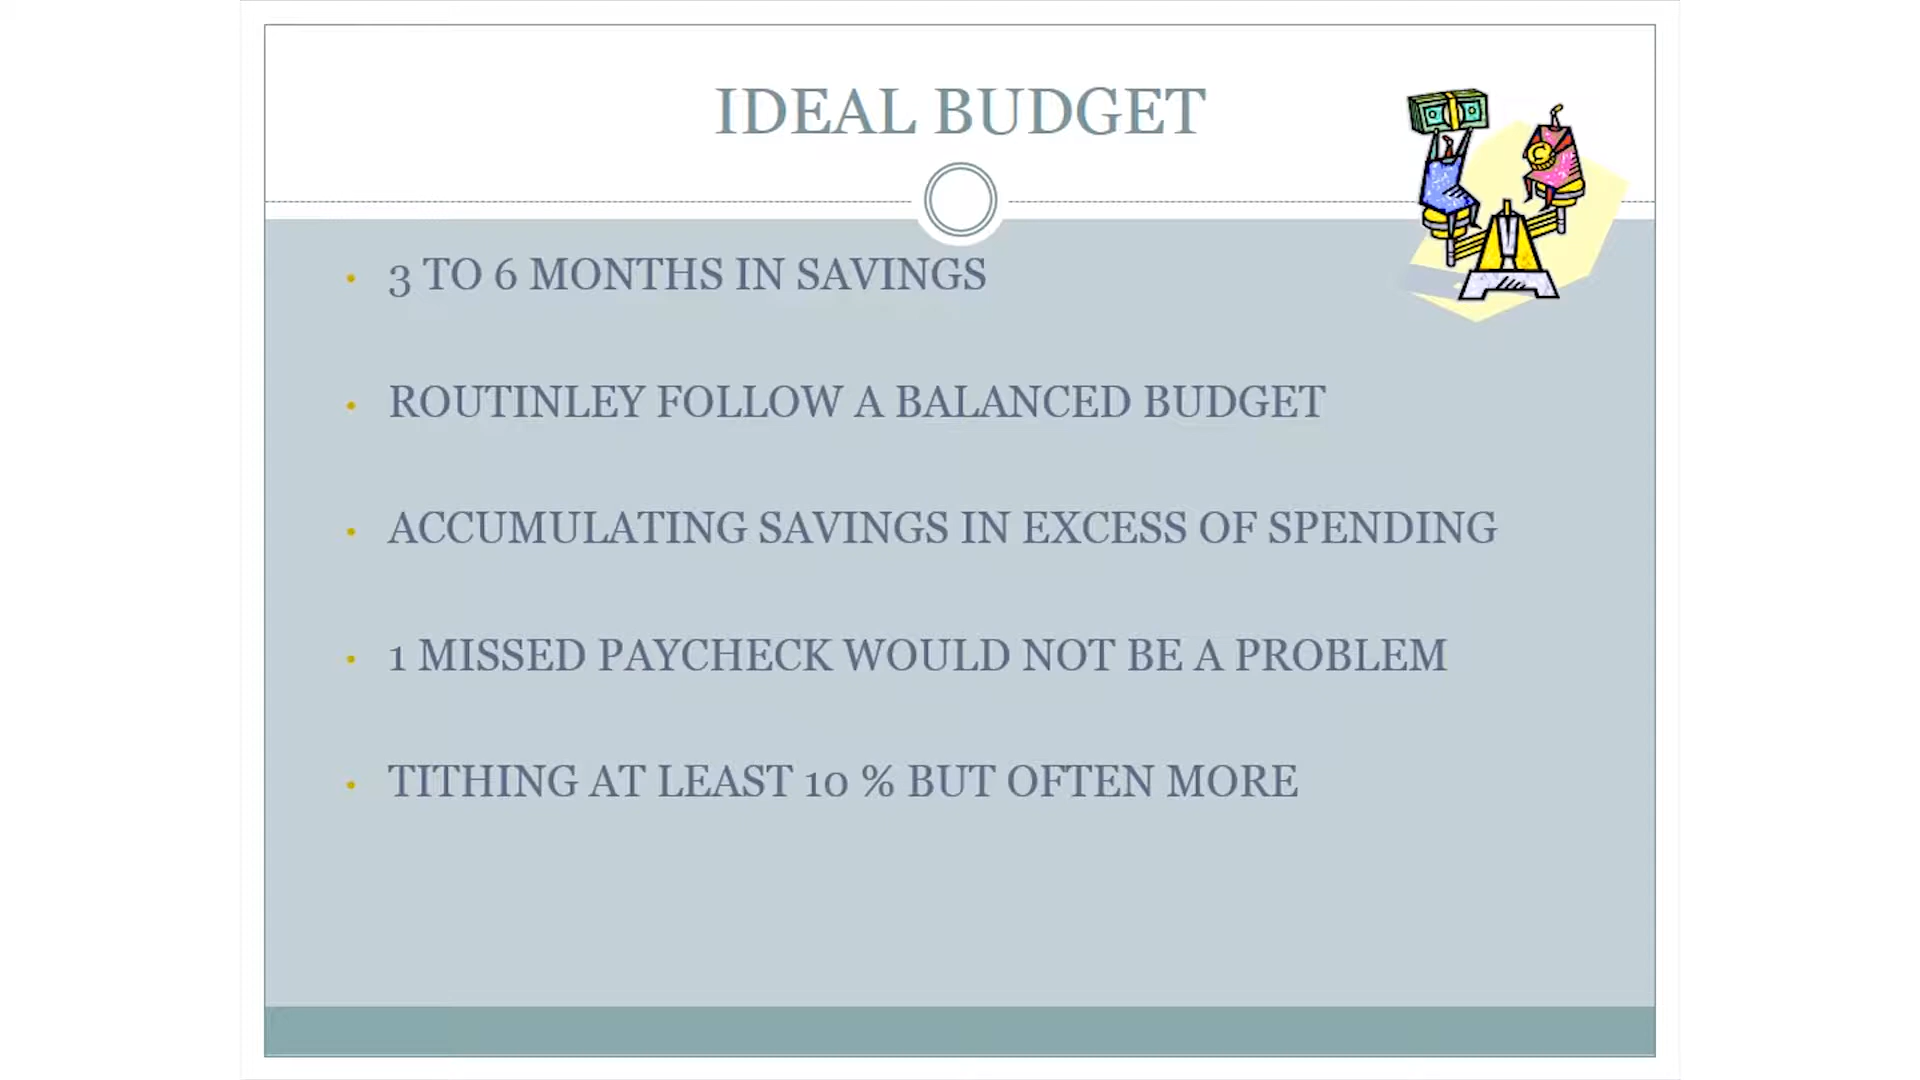 IDEAL BUDGET
• 3 TO 6 MONTHS IN SAVINGS
• ROUTINLEY FOLLOW A BALANCED BUDGET
• ACCUMULATING SAVINGS IN EXCESS OF SPENDING
• 1 MISSED PAYCHECK WOULD NOT BE A PROBLEM
• TITHING AT LEAST 10 % BUT OFTEN MORE